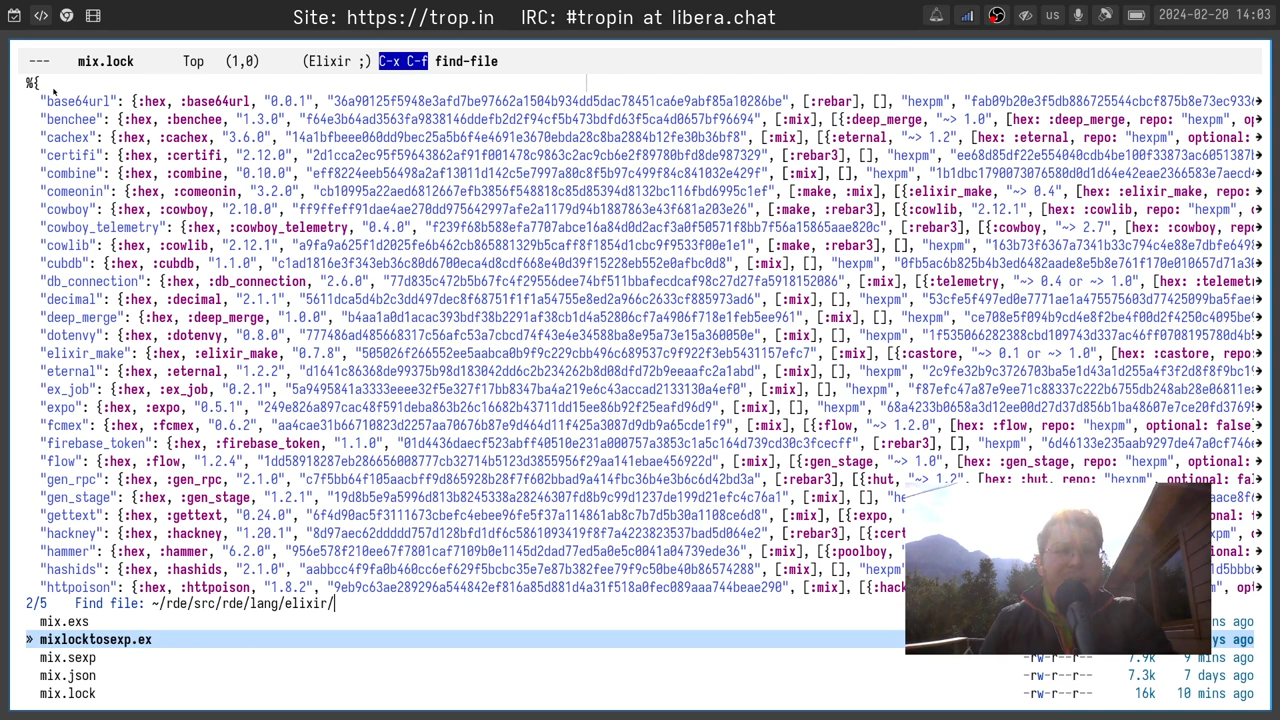 Site: https://trop.in IRC: #tropin at libera.chat
us
2024-02-20 14:03
--- mix.lock Top (1,0) (Elixir ;) C-x C-f find-file
%{
"base64url": {:hex, :base64url, "0.0.1", "36a90125f5948e3afd7be97662a1504b934dd5dac78451ca6e9abf85a10286be", [:rebar], [], "hexpm", "fab09b20e3f5db886725544cbcf875b8e73ec933
"benchee": {:hex, :benchee, "1.3.0", "f64e3b64ad3563fa9838146ddefb2d2f94cf5b473bdfd63f5ca4d0657bf96694", [:mix], [{:deep_merge, "~> 1.0", [hex: :deep_merge, repo: "hexpm", op
"cachex": {:hex, :cachex, "3.6.0", "14a1bfbeee060dd9bec25a5b6f4e4691e3670ebda28c8ba2884b12fe30b36bf8", [:mix], [{:eternal, "~> 1.2", [hex: :eternal, repo: "hexpm", optional:
"certifi": {:hex, :certifi, "2.12.0", "2d1cca2ec95f59643862af91f001478c9863c2ac9cb6e2f89780bfd8de987329", [:rebar3], [], "hexpm", "ee68d85df22e554040cdb4be100f33873ac6051387
"combine": {:hex, :combine, "0.10.0", "eff8224eeb56498a2af13011d142c5e7997a80c8f5b97c499f84c841032e429f", [:mix], [], "hexpm", "1b1dbc1790073076580d0d1d64e42eae2366583e7aecd
"comeonin": {:hex, :comeonin, "3.2.0", "cb10995a22aed6812667efb3856f548818c85d85394d8132bc116fbd6995c1ef", [:make, :mix], [{:elixir_make, "~> 0.4", [hex: :elixir_make, repo:
"cowboy": {:hex, :cowboy, "2.10.0", "ff9ffeff91dae4ae270dd975642997afe2a1179d94b1887863e43f681a203e26", [:make, :rebar3], [{:cowlib, "2.12.1", [hex: :cowlib, repo: "hexpm",
"cowboy_telemetry": {:hex, :cowboy_telemetry, "0.4.0", "f239f68b588efa7707abce16a84d0d2acf3a0f50571f8bb7f56a15865aae820c", [:rebar3], [{:cowboy, "~> 2.7", [hex: :cowboy, repo
"cowlib": {:hex, :cowlib, "2.12.1", "a9fa9a625f1d2025fe6b462cb865881329b5caff8f1854d1cbc9f9533f00e1e1", [:make, :rebar3], [], "hexpm", "163b73f6367a7341b33c794c4e88e7dbfe6498
"cubdb": {:hex, :cubdb, "1.1.0", "c1ad1816e3f343eb36c80d6700eca4d8cdf668e40d39f15228eb552e0afbc0d8", [:mix], [], "hexpm", "0fb5ac6b825b4b3ed6482aade8e5b8e761f170e010657d71a3
"db_connection": {:hex, :db_connection, "2.6.0", "77d835c472b5b67fc4f29556dee74bf511bbafecdcaf98c27d27fa5918152086", [:mix], [{:telemetry, "~> 0.4 or ~> 1.0", [hex: :telemet
"decimal": {:hex, :decimal, "2.1.1", "5611dca5d4b2c3dd497dec8f68751f1f1a54755e8ed2a966c2633cf885973ad6", [:mix], [], "hexpm", "53cfe5f497ed0e7771ae1a475575603d77425099ba5fae
"deep_merge": {:hex, :deep_merge, "1.0.0", "b4aa1a0d1acac393bdf38b2291af38cb1d4a52806cf7a4906f718e1feb5ee961", [:mix], [], "hexpm", "ce708e5f094b9cd4e8f2be4f00d2f4250c4095be
"dotenvy": {:hex, :dotenvy, "0.8.0", "777486ad485668317c56afc53a7cbcd74f43e4e34588ba8e95a73e15a360050e", [:mix], [], "hexpm", "1f535066282388cbd109743d337ac46ff0708195780d4b
"elixir_make": {:hex, :elixir_make, "0.7.8", "505026f266552ee5aabca0b9f9c229cbb496c689537c9f922f3eb5431157efc7", [:mix], [{:castore, "~> 0.1 or ~> 1.0", [hex: :castore, repo:
"eternal": {:hex, :eternal, "1.2.2", "d1641c86368de99375b98d183042dd6c2b234262b8d08dfd72b9eeaafc2a1abd", [:mix], [], "hexpm", "2c9fe32b9c3726703ba5e1d43a1d255a4f3f2d8f8f9bc1
"ex_job": {:hex, :ex_job, "0.2.1", "5a9495841a3333eeee32f5e327f17bb8347ba4a219e6c43accad2133130a4ef0", [:mix], [], "hexpm", "f87efc47a87e9ee71c88337c222b6755db248ab28e06811e
"expo": {:hex, :expo, "0.5.1", "249e826a897cac48f591deba863b26c16682b43711dd15ee86b92f25eafd96d9", [:mix], [], "hexpm", "68a4233b0658a3d12ee00d27d37d856b1ba48607e7ce20fd3769
"fcmex": {:hex, :fcmex, "0.6.2", "aa4cae31b66710823d2257aa70676b87e9d464d11f425a3087d9db9a65cde1f9", [:mix], [{:flow, "~> 1.2.0", [hex: :flow, repo: "hexpm", optional: false
"firebase_token": {:hex, :firebase_token, "1.1.0", "01d4436daecf523abff40510e231a000757a3853c1a5c164d739cd30c3fcecff", [:rebar3], [], "hexpm", "6d46133e235aab9297de47a0cf746
"flow": {:hex, :flow, "1.2.4", "1dd58918287eb286656008777cb32714b5123d3855956f29aa141ebae456922d", [:mix], [{:gen_stage, "~> 1.0", [hex: :gen_stage, repo: "hexpm", optional:
"gen_rpc": {:hex, :gen_rpc, "2.1.0", "c7f5bb64f105aacbff9d865928b28f7f602bbad9a414fbc36b4e3b6c6d42bd3a", [:rebar3], [{:hut, "~> 1.2", [hex: :hut, repo: "hexpm", optional: fal
"gen_stage": {:hex, :gen_stage, "1.2.1", "19d8b5e9a5996d813b8245338a28246307fd8b9c99d1237de199d21efc4c76a1", [:mix], [], "he
"gettext": {:hex, :gettext, "0.24.0", "6f4d90ac5f3111673cbefc4ebee96fe5f37a114861ab8c7b7d5b30a1108ce6d8", [:mix], [{:expo,
"hackney": {:hex, :hackney, "1.20.1", "8d97aec62ddddd757d128bfd1df6c5861093419f8f7a4223823537bad5d064e2", [:rebar3], [{:cert
"hammer": {:hex, :hammer, "6.2.0", "956e578f210ee67f7801caf7109b0e1145d2dad77ed5a0e5c0041a04739ede36", [:mix], [{:poolboy,
"hashids": {:hex, :hashids, "2.1.0", "aabbcc4f9fa0b460cc6ef629f5bcbc35e7e87b382fee79f9c50be40b86574288", [:mix], [], "hexpm"
"httpoison": {:hex, :httpoison, "1.8.2", "9eb9c63ae289296a544842ef816a85d881d4a31f518a0fec089aaa744beae290", [:mix], [{:hack
2/5 Find file: ~/rde/src/rde/lang/elixir/
mix.exs ns ago
» mixlocktosexp.ex ys ago
mix.sexp -rw-r--r-- 7.9k 9 mins ago
mix.json -rw-r--r-- 7.3k 7 days ago
mix.lock -rw-r--r-- 16k 10 mins ago